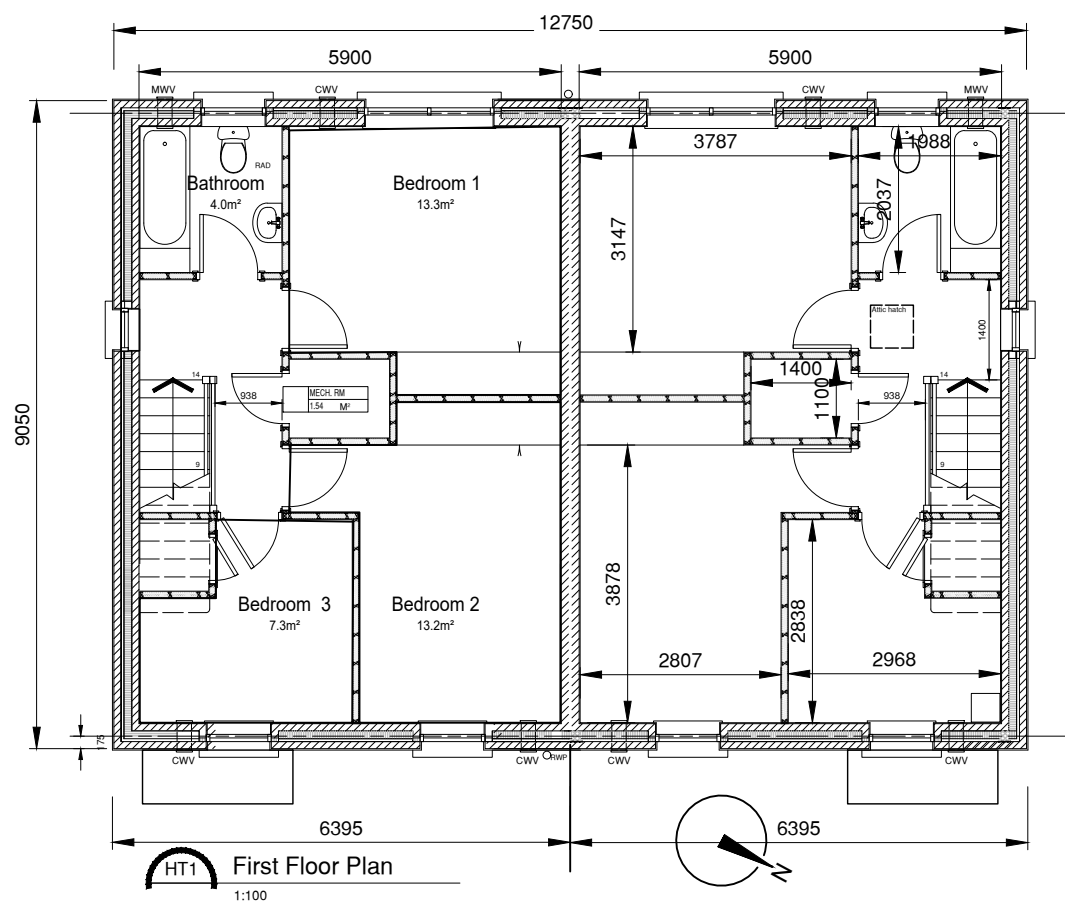 12750
5900
5900
MWV
CWV
CWV
MWV
3787
1988
RAD
Bathroom
4.0m²
Bedroom 1
13.3m²
2037
3147
Attic hatch
1400
14
14
1400
1100
938
938
MECH. RM
1.54 M²
9050
9
9
3878
2838
Bedroom 3
7.3m²
Bedroom 2
13.2m²
2807
2968
175
CWV
CWV
RWP
CWV
CWV
6395
6395
N
HT1
First Floor Plan
1:100